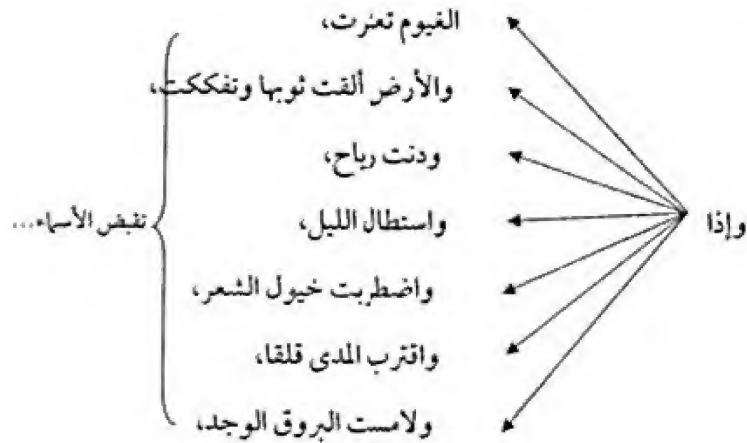 الغيوم تعثرت،
والأرض ألقت ثوبها وتفككت،
ودنت رياح،
وإذا
واستطال الليل،
تقبض الأسماء...
واضطربت خيول الشعر،
واقترب المدى قلقا،
ولامست البروق الوجد،